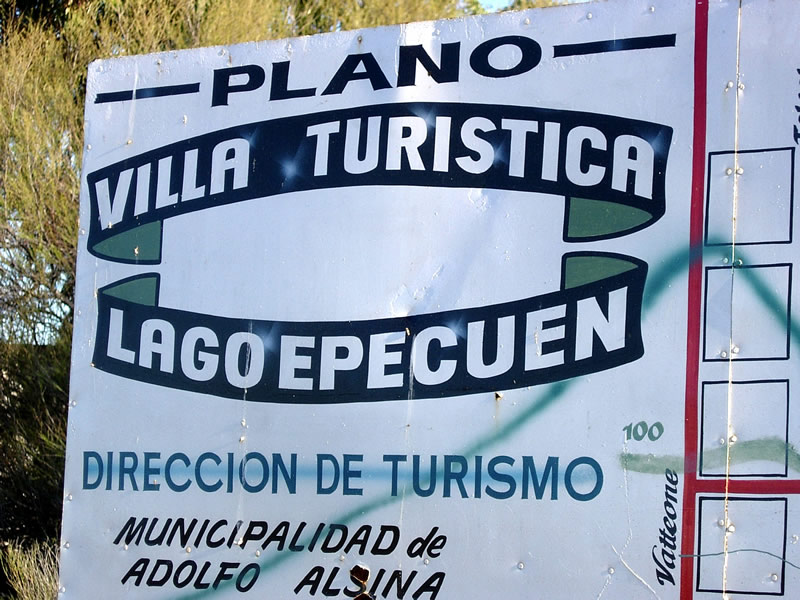 PLANO
VILLA TURISTICA
LAGO EPECUEN
100
DIRECCION DE TURISMO
Vatteone
MUNICIPALIDAD de
ADOLFO ALSINA